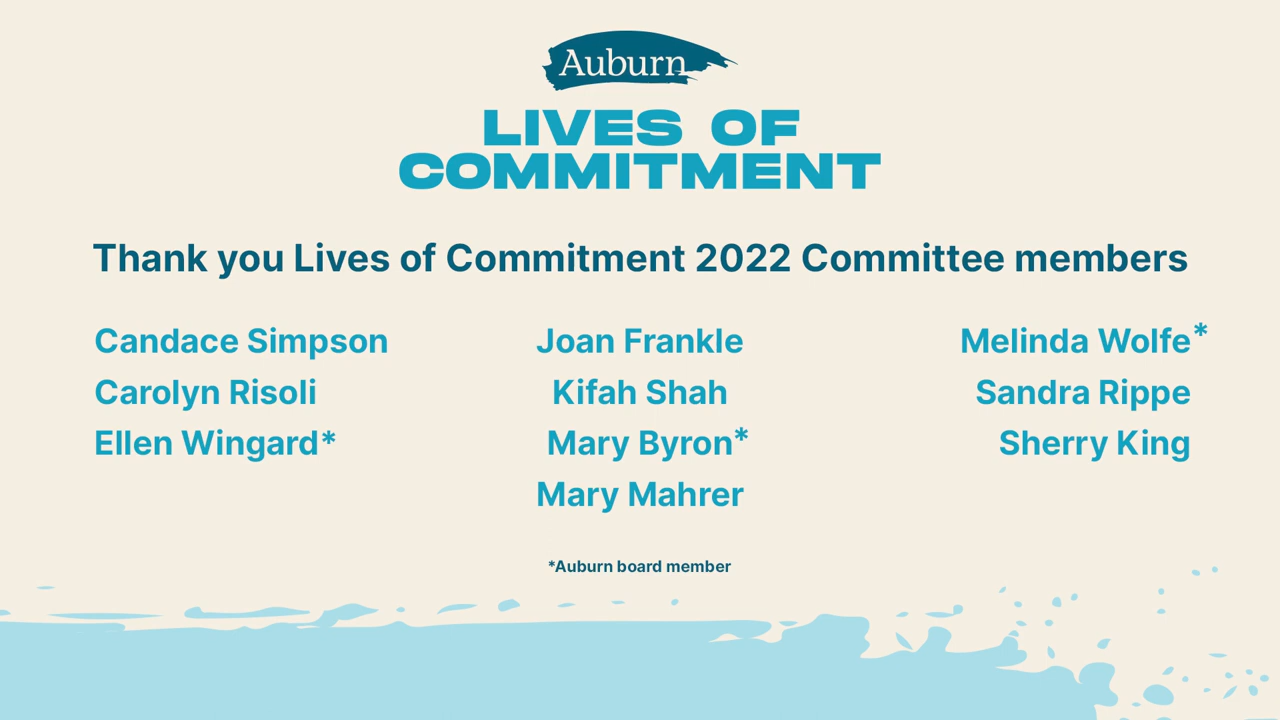 Auburn
LIVES OF
COMMITMENT
Thank you Lives of Commitment 2022 Committee members
Candace Simpson
Carolyn Risoli
Ellen Wingard*
Joan Frankle
Kifah Shah
Mary Byron*
Mary Mahrer
Melinda Wolfe*
Sandra Rippe
Sherry King
*Auburn board member